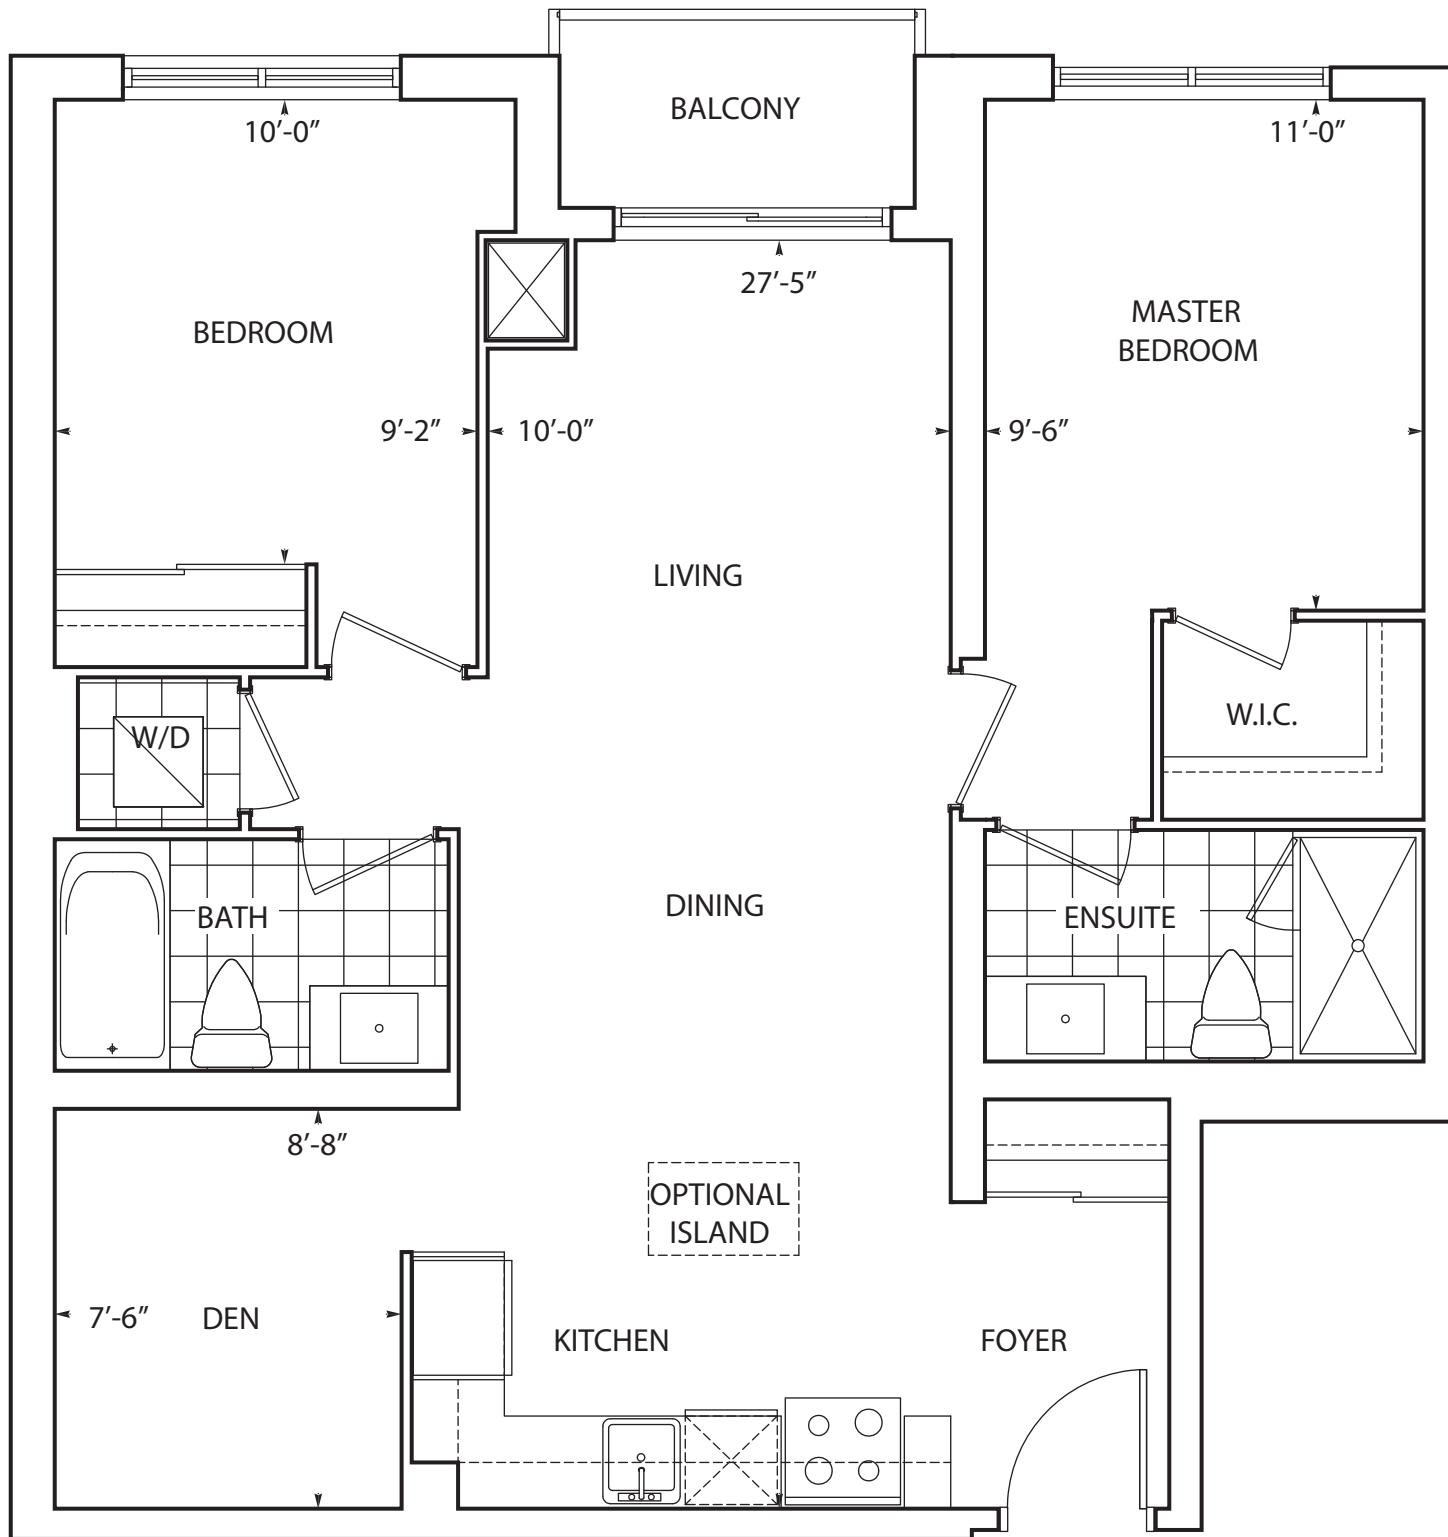 BALCONY
10’-0”
11’-0”
27’-5”
BEDROOM
MASTER
BEDROOM
9’-2”
10’-0”
9’-6”
LIVING
W/D
W.I.C.
DINING
BATH
ENSUITE
8’-8”
OPTIONAL
ISLAND
7’-6”
DEN
KITCHEN
FOYER